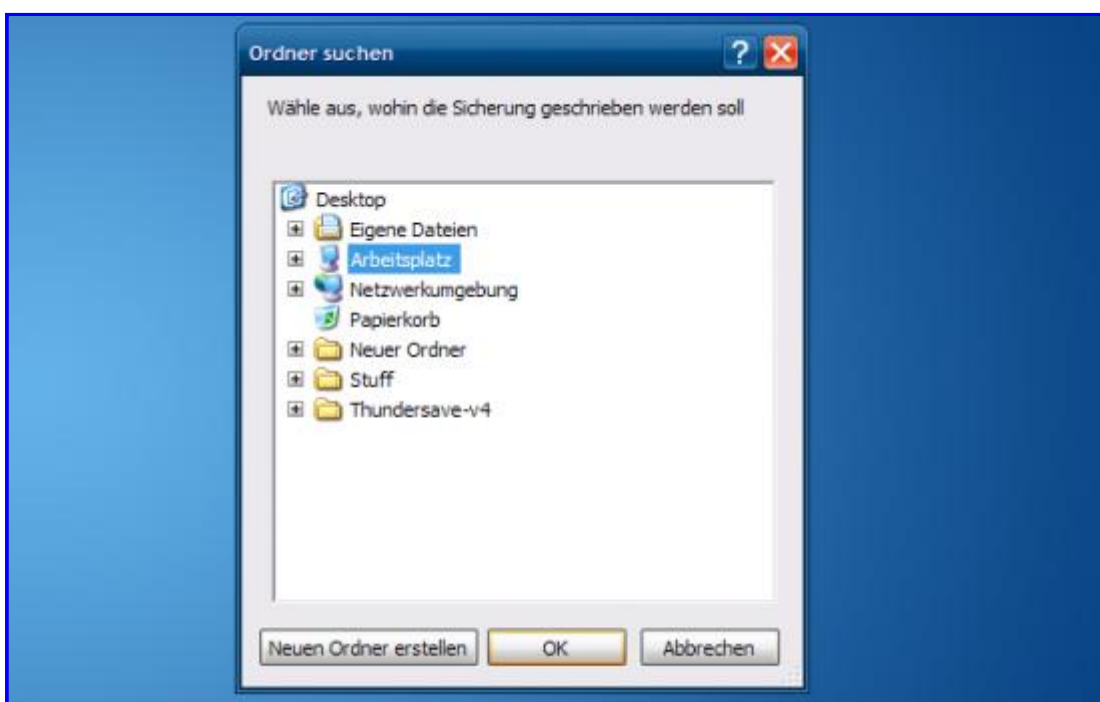 Ordner suchen
Wähle aus, wohin die Sicherung geschrieben werden soll
Desktop
Eigene Dateien
Arbeitsplatz
Netzwerkumgebung
Papierkorb
Neuer Ordner
Stuff
Thundersave-v4
Neuen Ordner erstellen OK Abbrechen